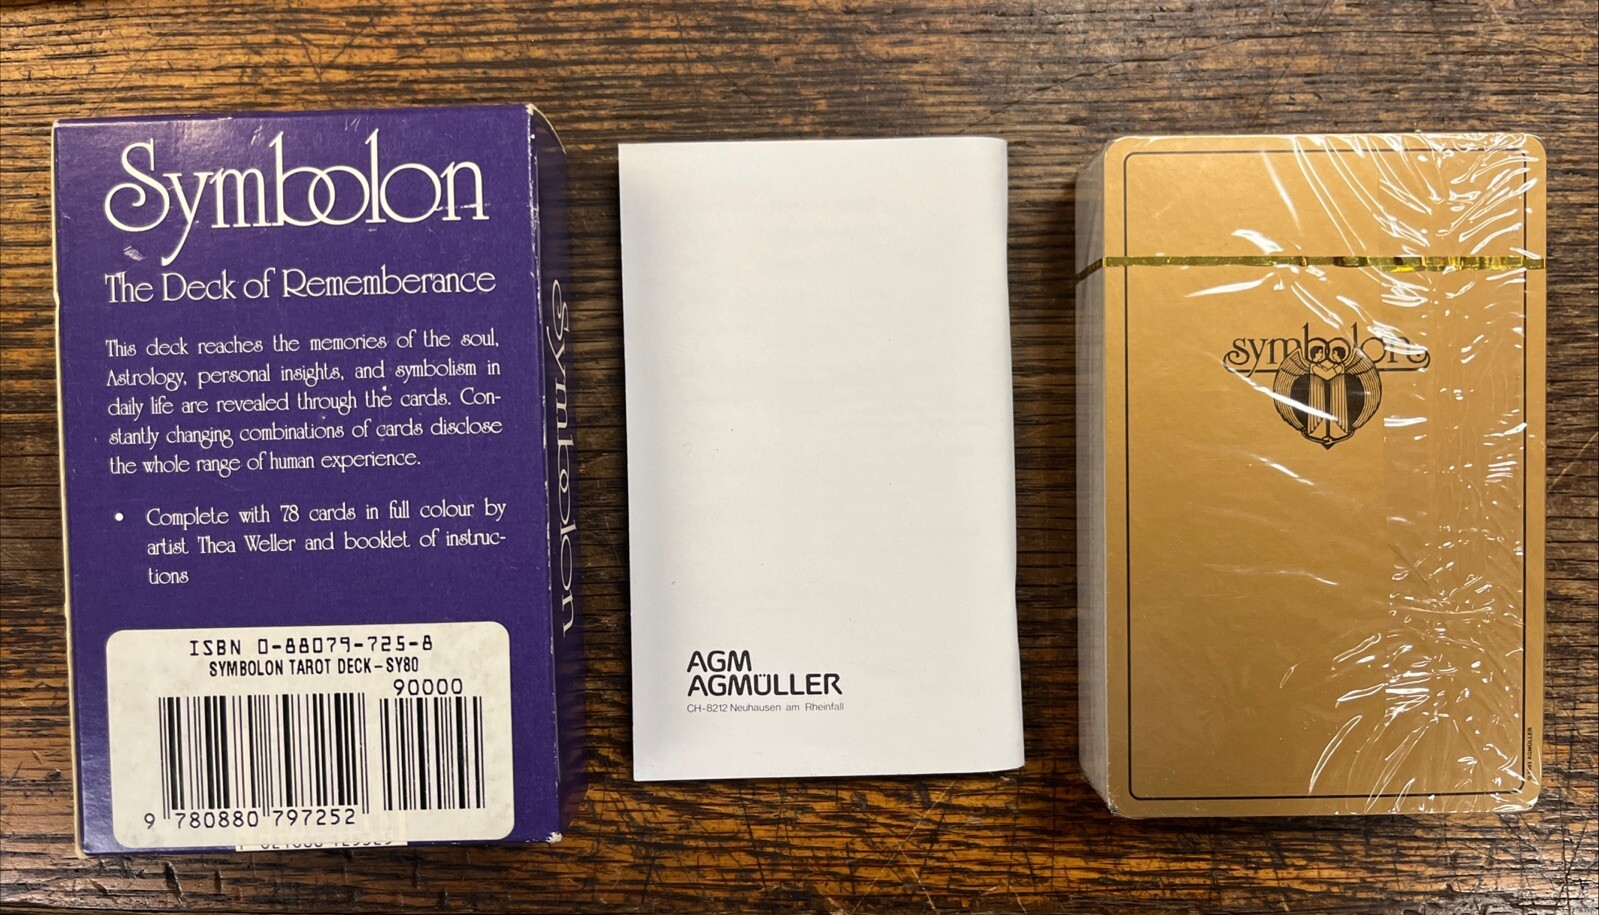 Symbolon
The Deck of Rememberance
This deck reaches the memories of the soul,
Astrology, personal insights, and symbolism in
daily life are revealed through the cards. Con-
stantly changing combinations of cards disclose
the whole range of human experience.
• Complete with 78 cards in full colour by
artist Thea Weller and booklet of instruc-
tions
ISBN 0-88079-725-8
SYMBOLON TAROT DECK-SY80
90000
9 780880 797252
Symbolon
AGM
AGMÜLLER
CH-8212 Neuhausen am Rheinfall
symbolon
AGMÜLLER